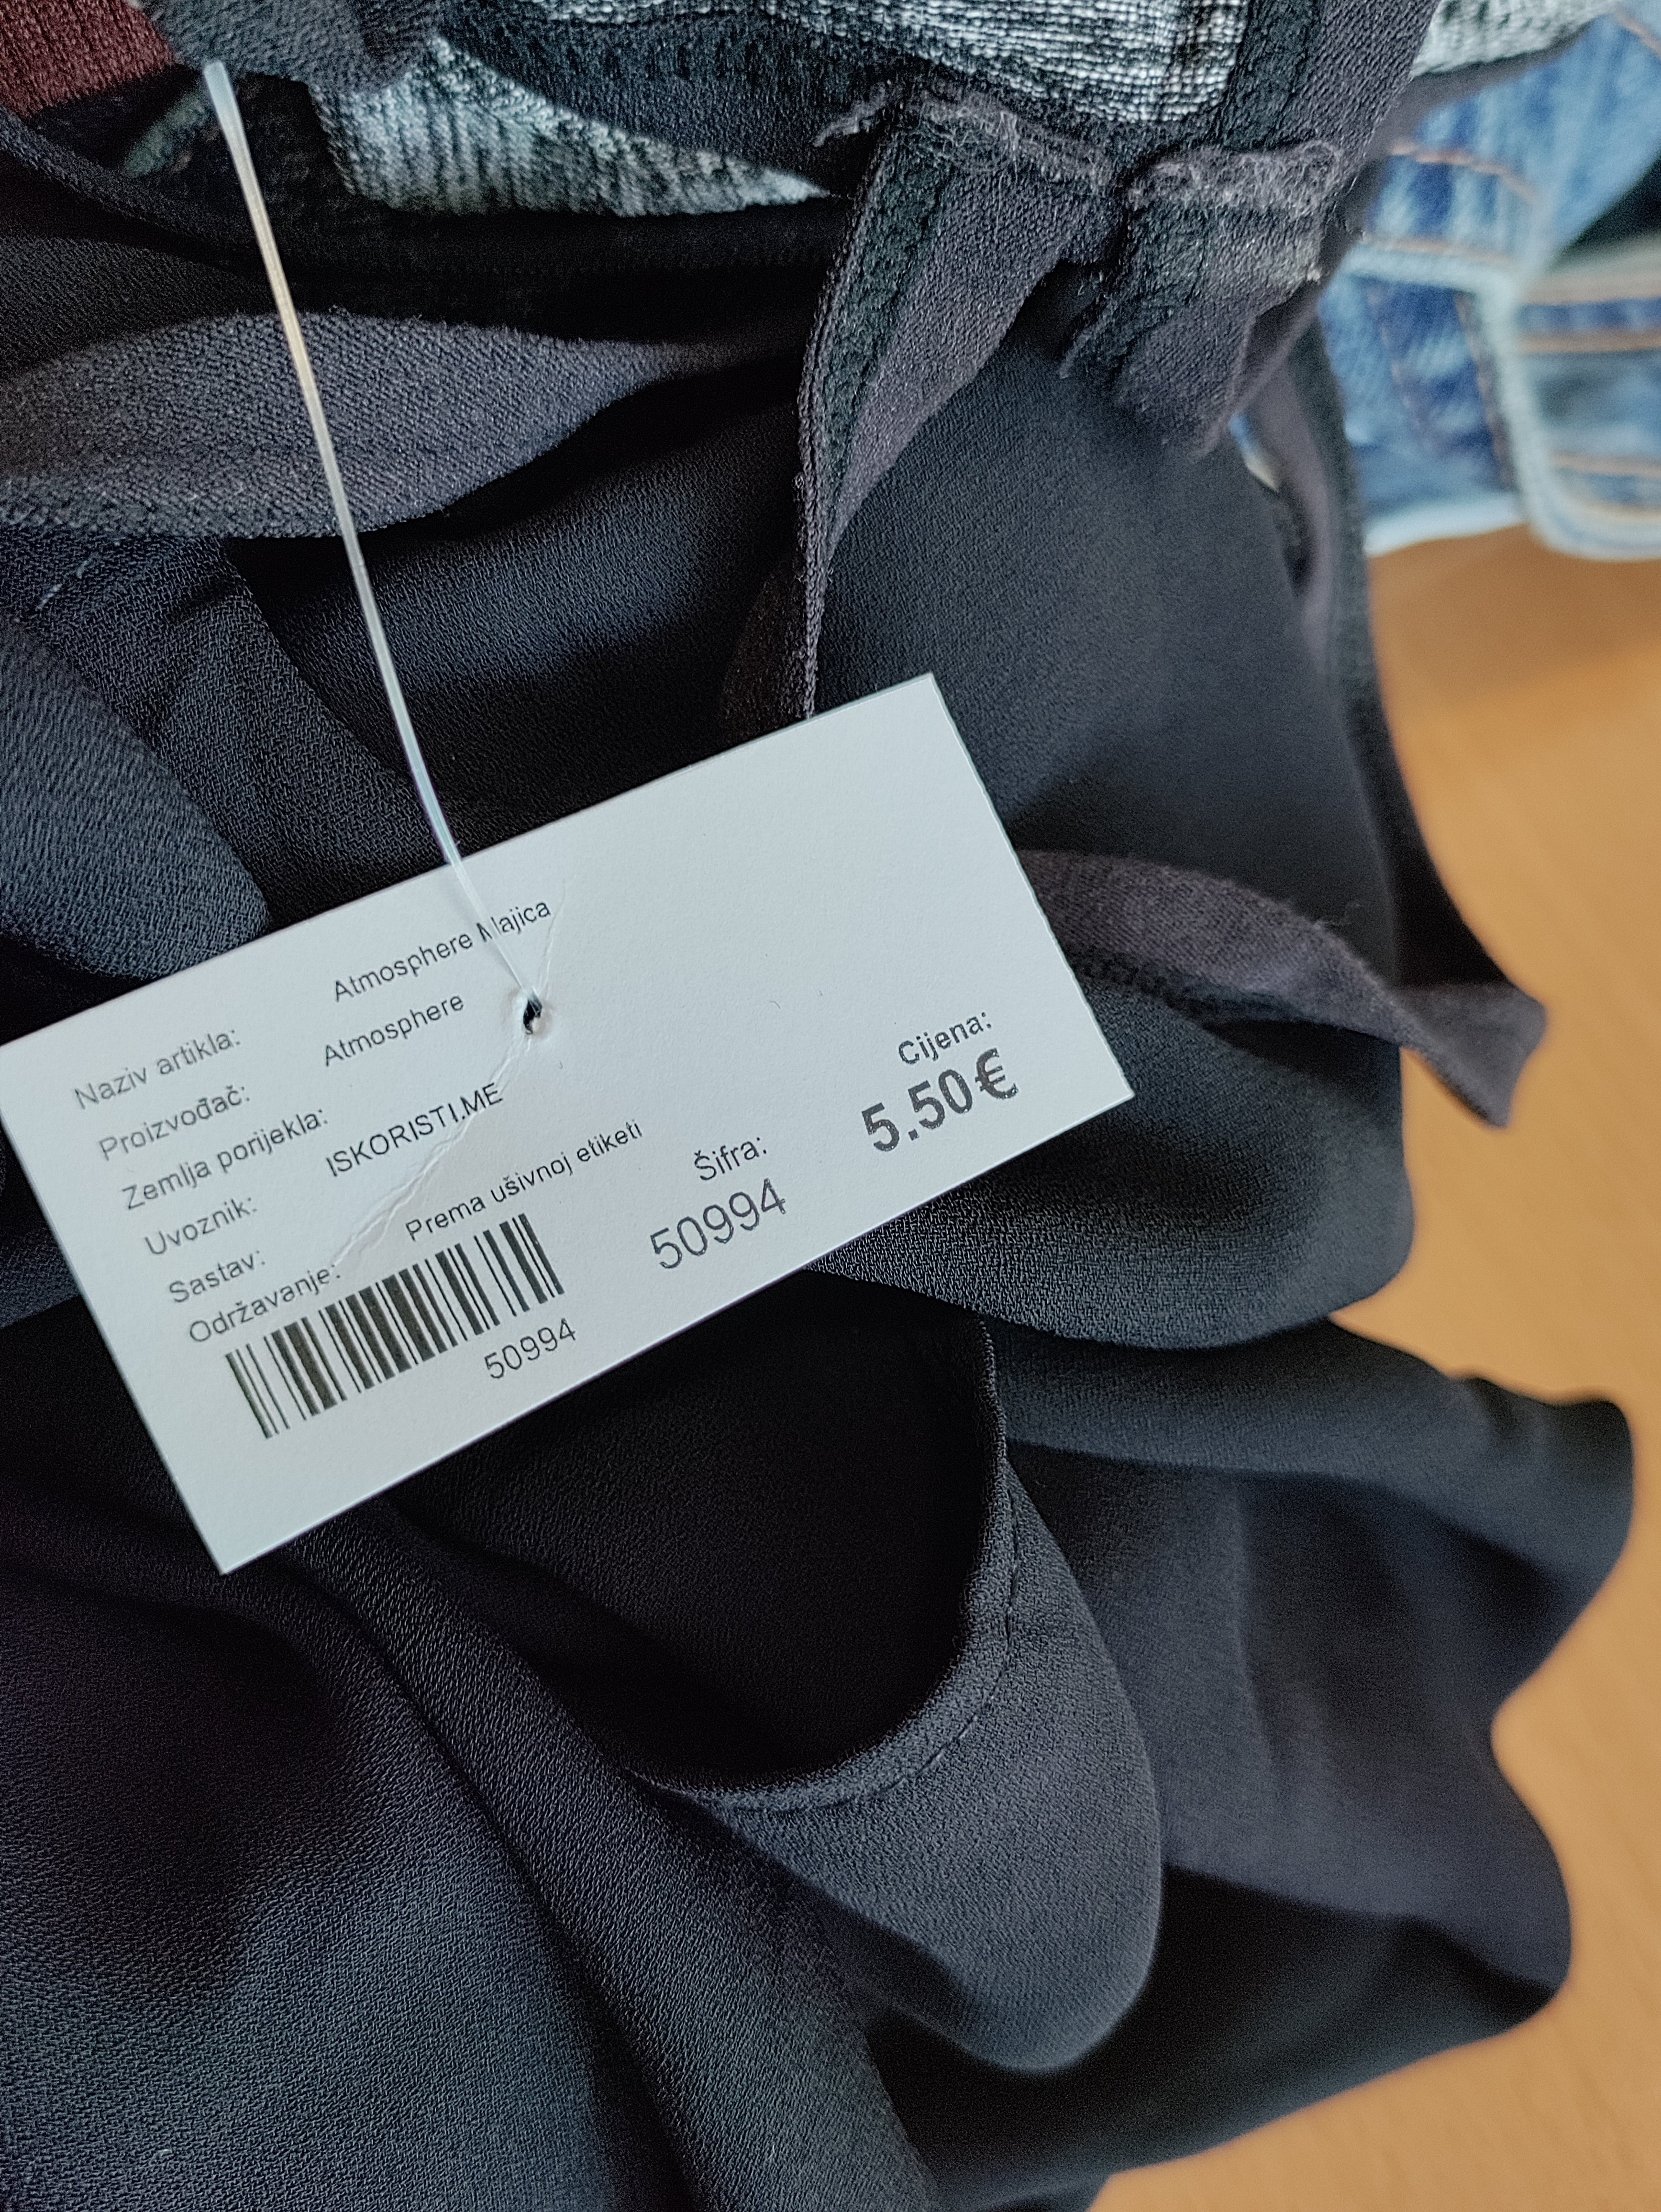 Naziv artikla: Atmosphere Majica
Proizvođač: Atmosphere
Zemlja porijekla:
Uvoznik: ISKORISTI.ME
Sastav:
Održavanje: Prema ušivnoj etiketi
50994
Šifra:
50994
Cijena:
5.50€